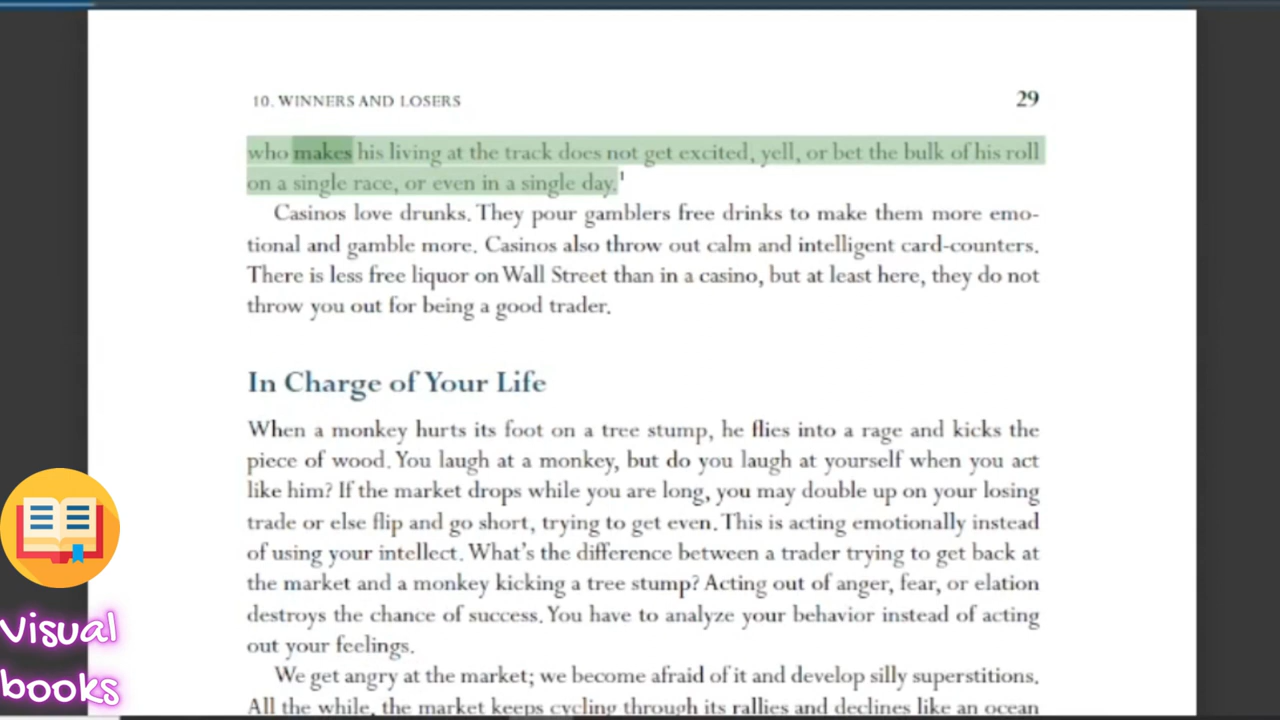 10. WINNERS AND LOSERS 29
who makes his living at the track does not get excited, yell, or bet the bulk of his roll
on a single race, or even in a single day.
Casinos love drunks. They pour gamblers free drinks to make them more emo-
tional and gamble more. Casinos also throw out calm and intelligent card-counters.
There is less free liquor on Wall Street than in a casino, but at least here, they do not
throw you out for being a good trader.
In Charge of Your Life
When a monkey hurts its foot on a tree stump, he flies into a rage and kicks the
piece of wood. You laugh at a monkey, but do you laugh at yourself when you act
like him? If the market drops while you are long, you may double up on your losing
trade or else flip and go short, trying to get even. This is acting emotionally instead
of using your intellect. What's the difference between a trader trying to get back at
the market and a monkey kicking a tree stump? Acting out of anger, fear, or elation
destroys the chance of success. You have to analyze your behavior instead of acting
out your feelings.
We get angry at the market; we become afraid of it and develop silly superstitions.
All the while, the market keeps cycling through its rallies and declines like an ocean
Visual
books